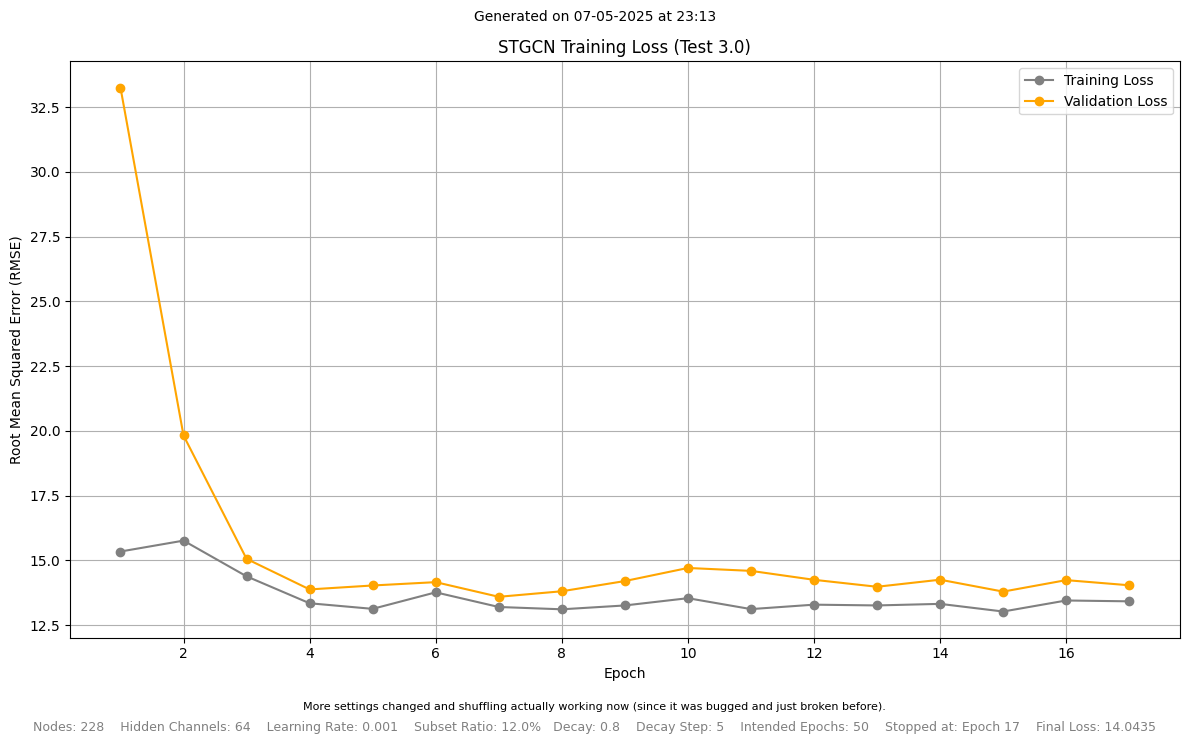 Generated on 07-05-2025 at 23:13
STGCN Training Loss (Test 3.0)
Training Loss
Validation Loss
Root Mean Squared Error (RMSE)
32.5
30.0
27.5
25.0
22.5
20.0
17.5
15.0
12.5
2 4 6 8 10 12 14 16
Epoch
More settings changed and shuffling actually working now (since it was bugged and just broken before).
Nodes: 228 Hidden Channels: 64 Learning Rate: 0.001 Subset Ratio: 12.0% Decay: 0.8 Decay Step: 5 Intended Epochs: 50 Stopped at: Epoch 17 Final Loss: 14.0435